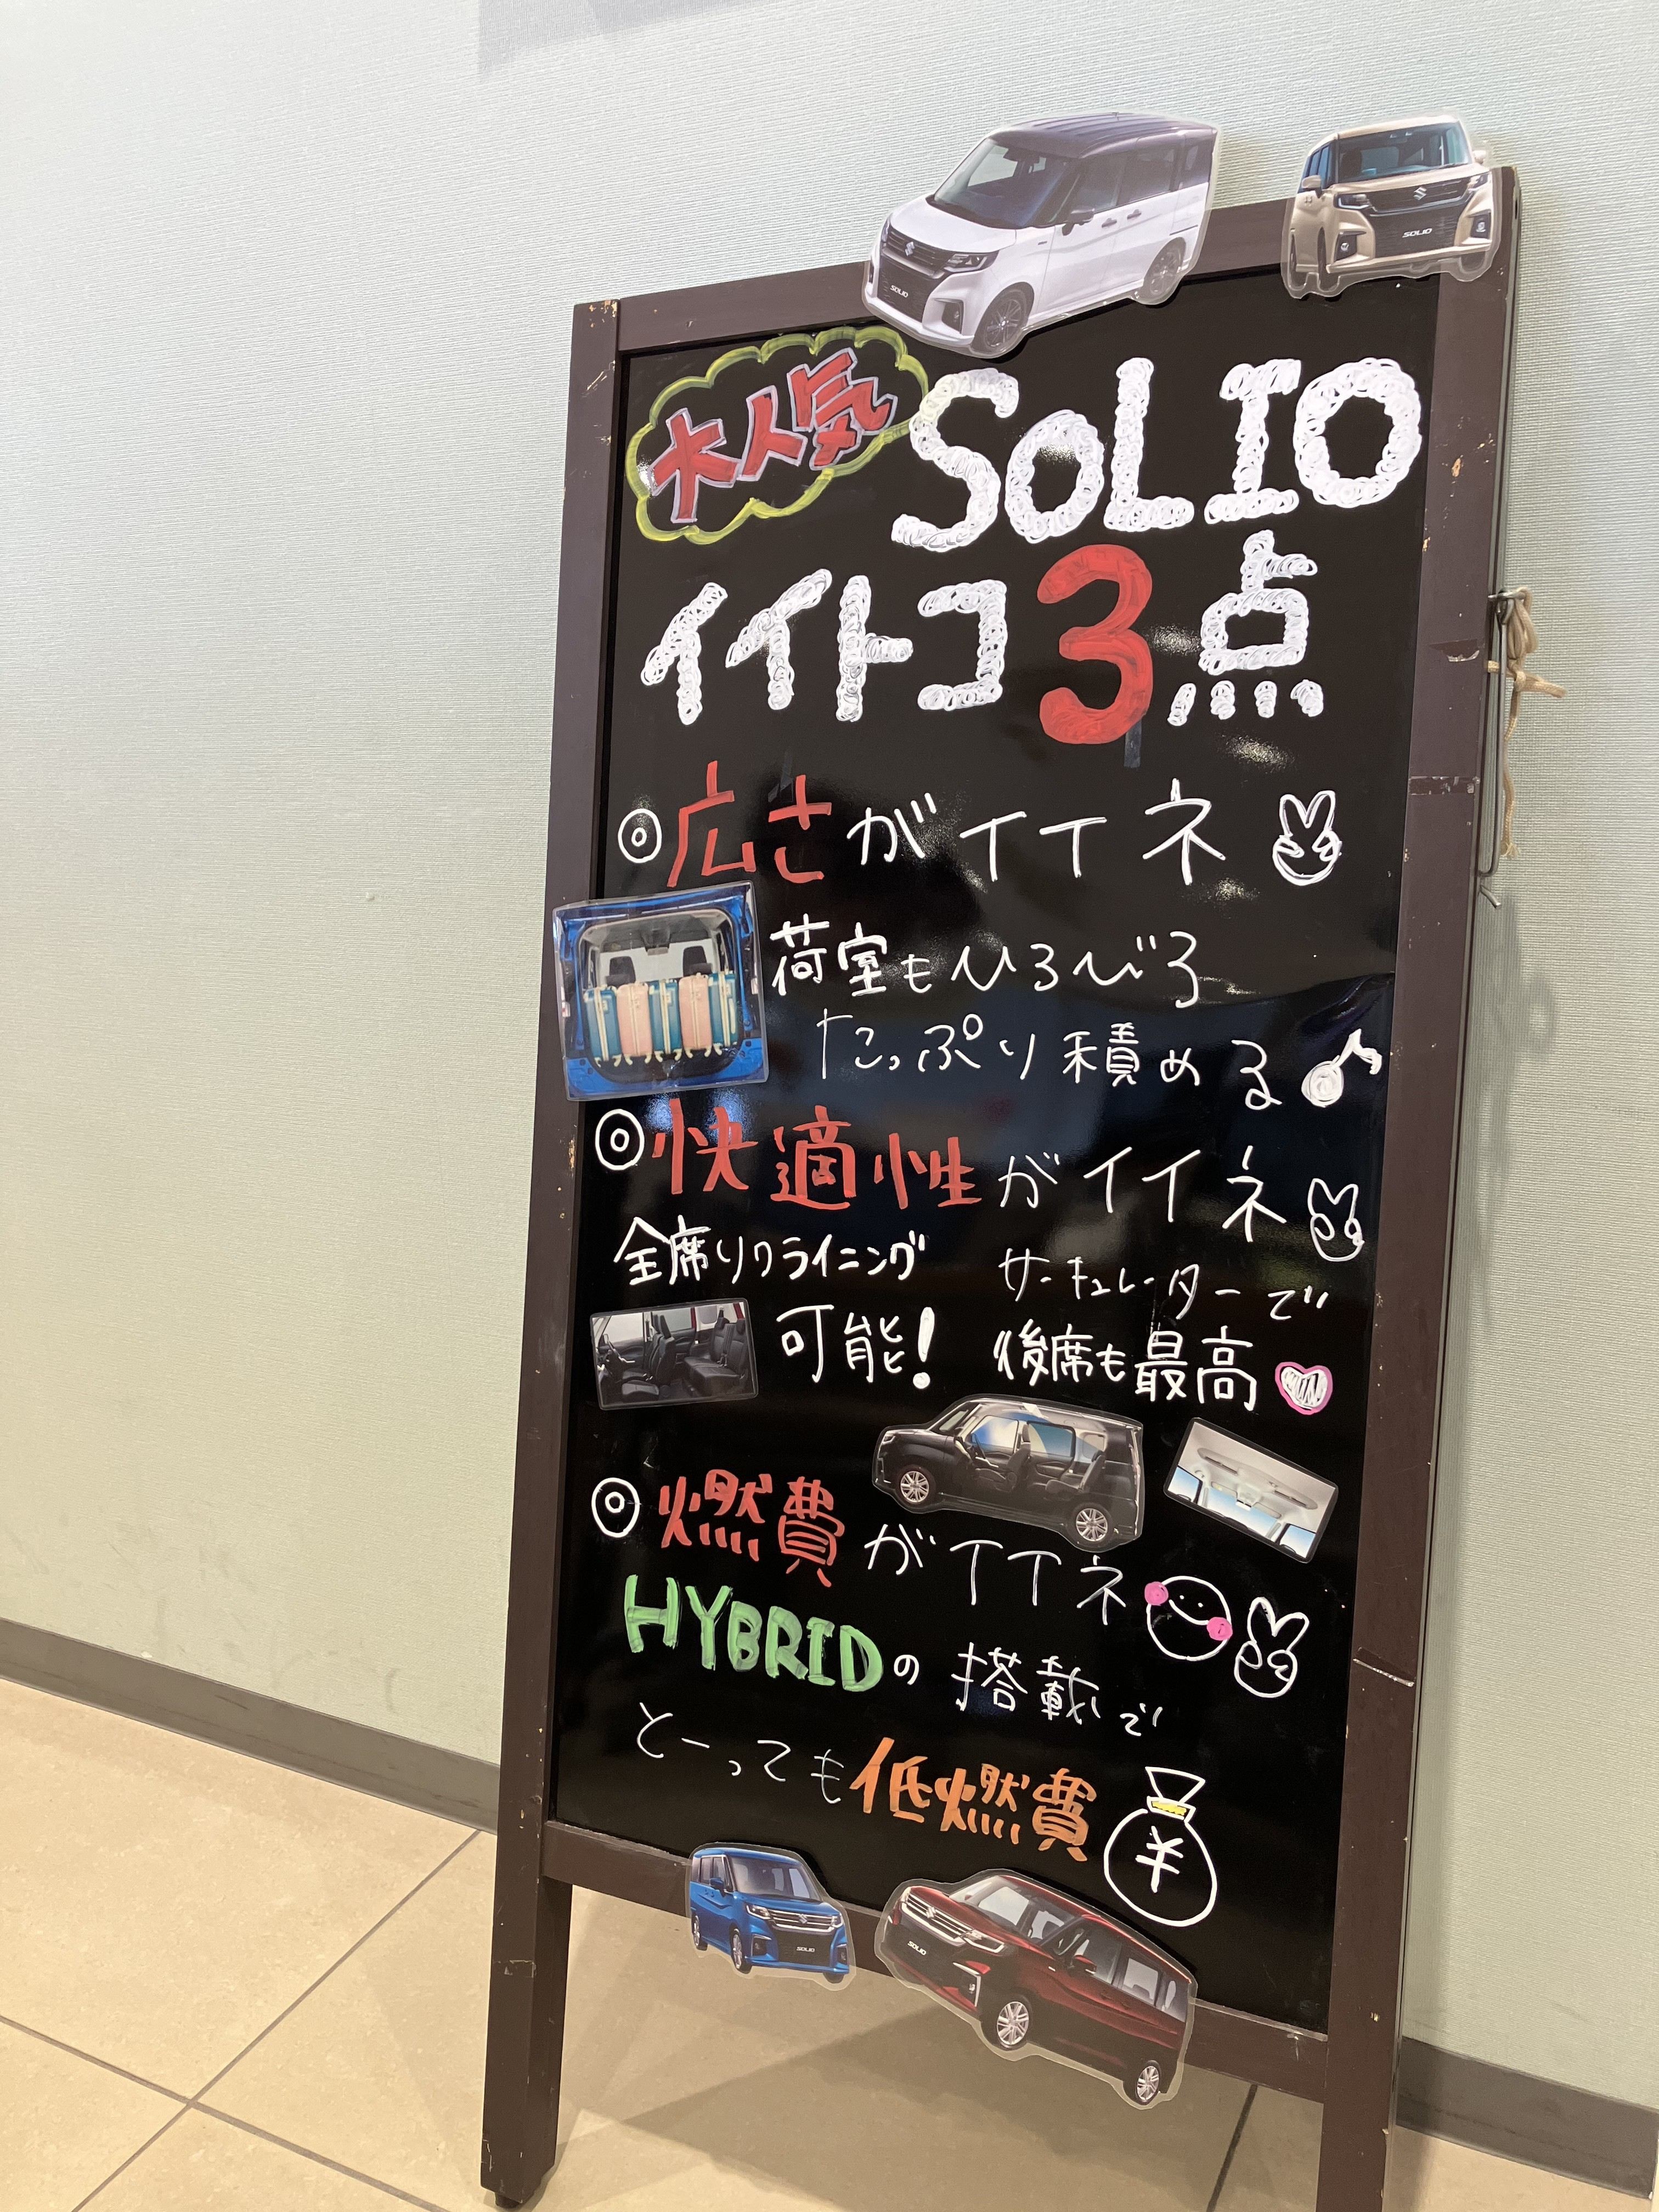 大人気 SOLIO
イイトコ3点
◎広さがイイネ
荷室もひろびろ
たっぷり積める♪
◎快適性がイイネ
全席リクライニング
可能!
サーキュレーターで
後席も最高
◎燃費がイイネ
HYBRIDの搭載で
とーっても低燃費
¥
SOLIO
SOLIO
SOLIO
SOLIO